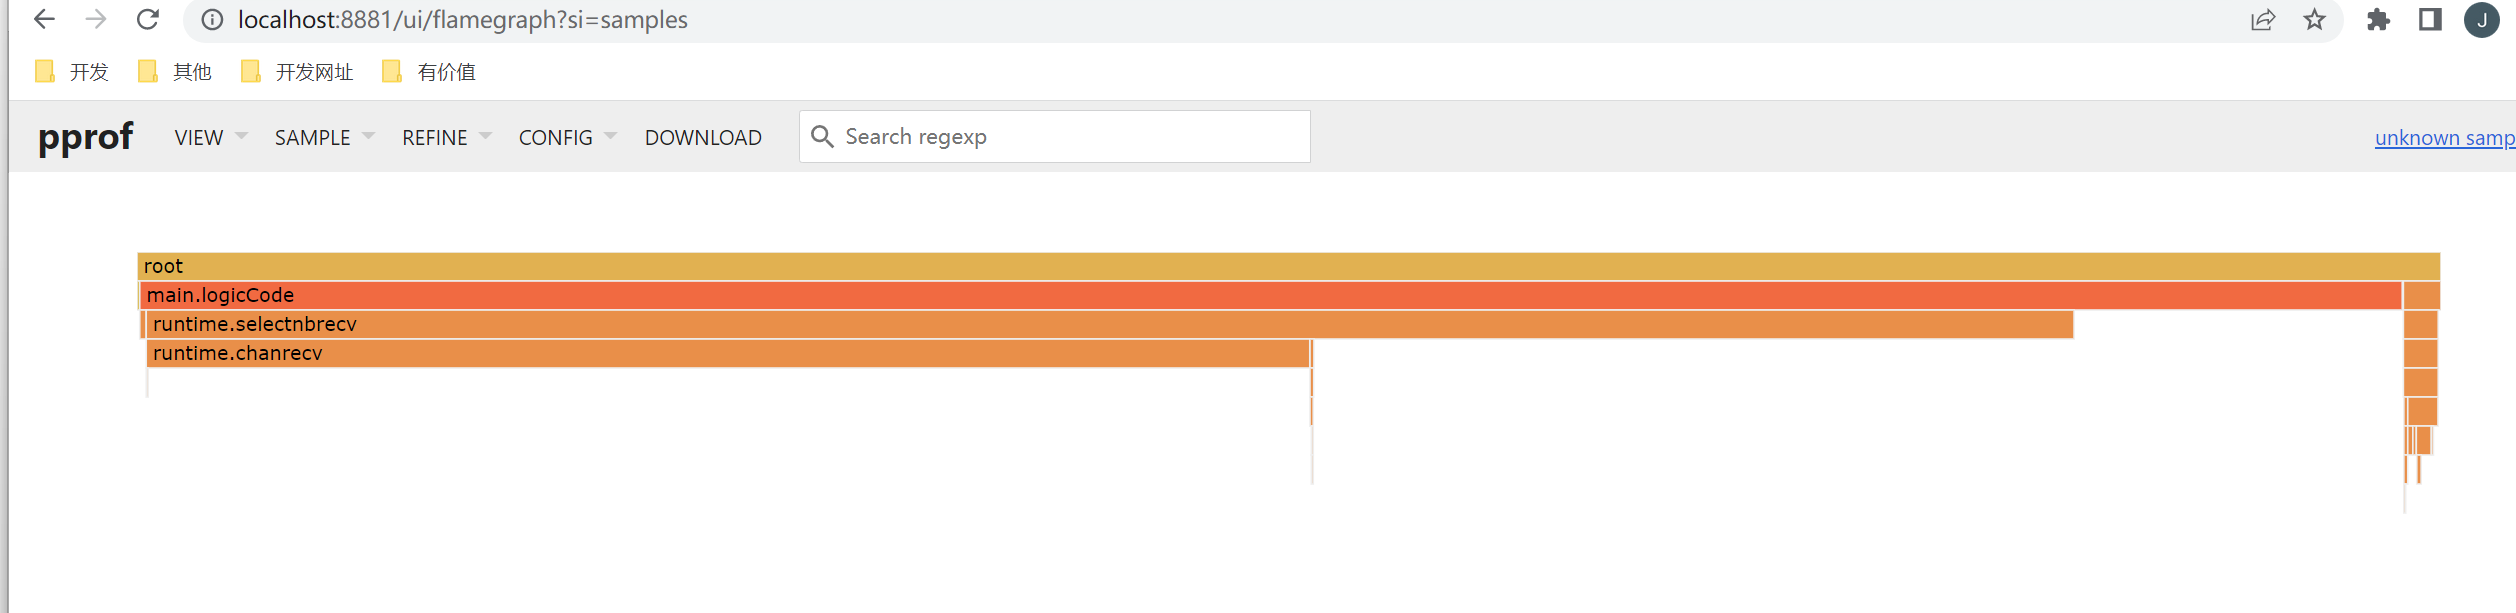 localhost:8881/ui/flamegraph?si=samples
J
开发 其他 开发网址 有价值
pprof VIEW SAMPLE REFINE CONFIG DOWNLOAD Search regexp unknown samp
root
main.logicCode
runtime.selectnbrecv
runtime.chanrecv